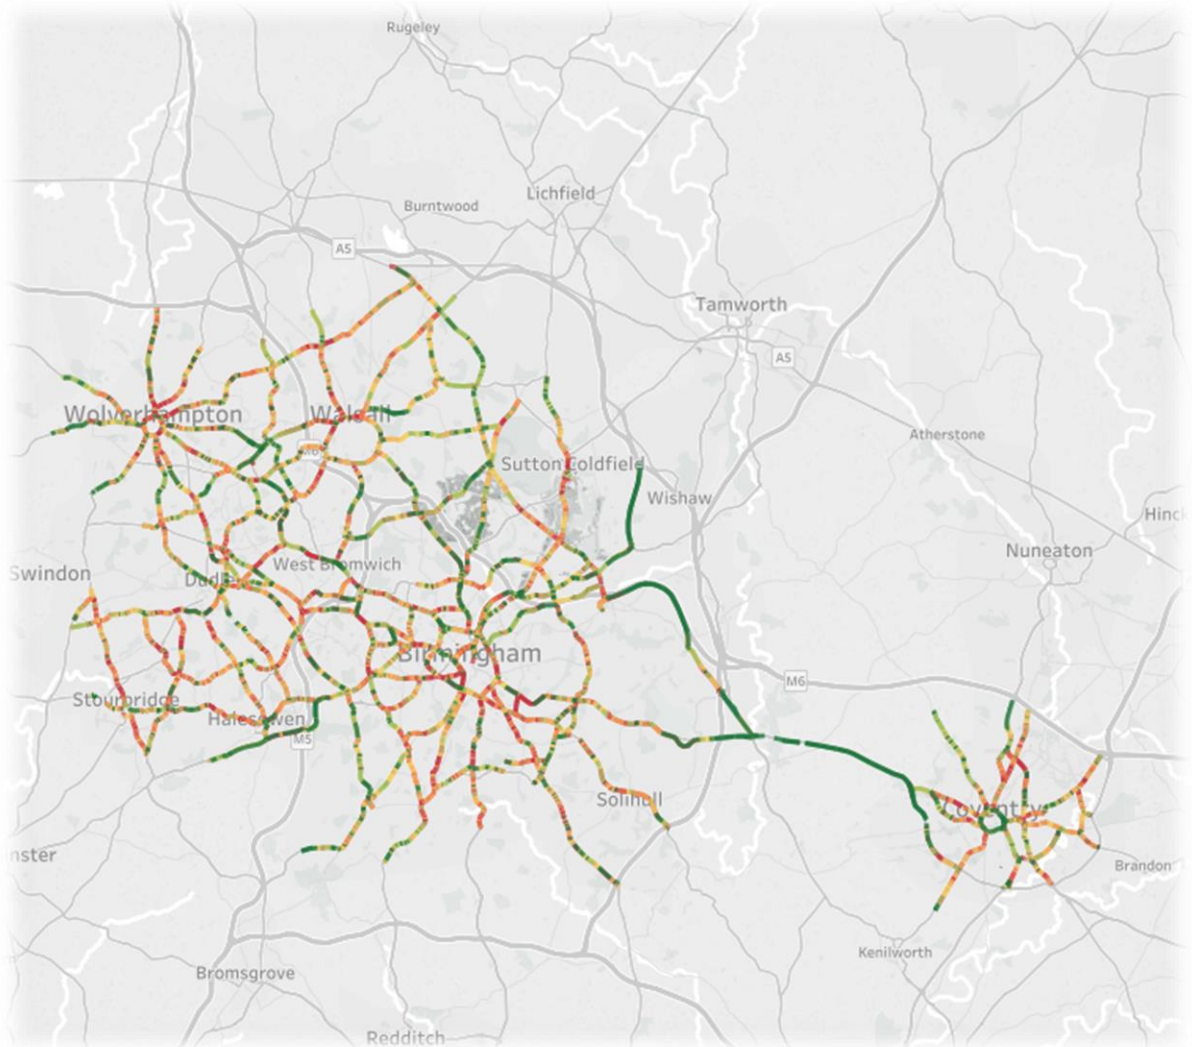 Rugeley
Lichfield
Burntwood
A5
Tamworth
A5
Wolverhampton
Walsall
Atherstone
M6
Sutton Coldfield
Wishaw
Hinck
Nuneaton
West Bromwich
Swindon
Dudley
Birmingham
M6
Stourbridge
Halesowen
M5
Solihull
Coventry
nster
Brandon
Kenilworth
Bromsgrove
Redditch